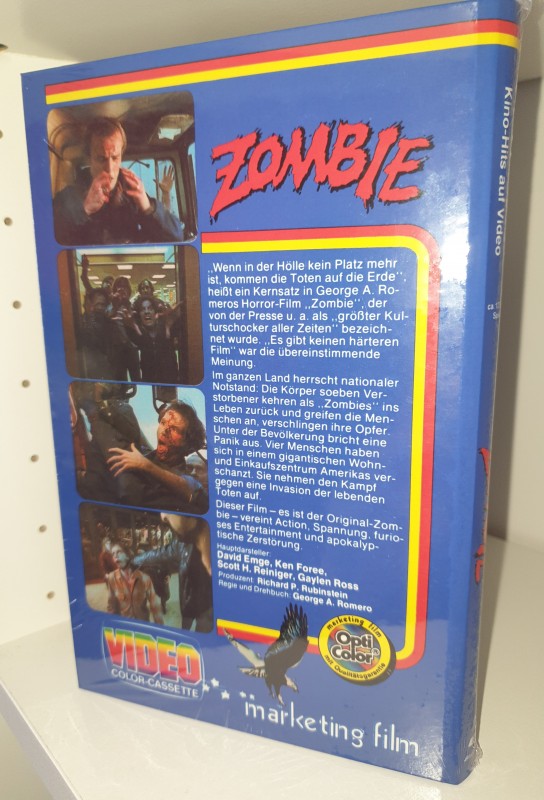 ZOMBIE
„Wenn in der Hölle kein Platz mehr
ist, kommen die Toten auf die Erde“,
heißt ein Kernsatz in George A. Ro-
meros Horror-Film „Zombie“, der
von der Presse u. a. als „größter Kul-
turschocker aller Zeiten“ bezeich-
net wurde. „Es gibt keinen härteren
Film“ war die übereinstimmende
Meinung.
Im ganzen Land herrscht nationaler
Notstand: Die Körper soeben Ver-
storbener kehren als „Zombies“ ins
Leben zurück und greifen die Men-
schen an, verschlingen ihre Opfer.
Unter der Bevölkerung bricht eine
Panik aus. Vier Menschen haben
sich in einem gigantischen Wohn-
und Einkaufszentrum Amerikas ver-
schanzt. Sie nehmen den Kampf
gegen eine Invasion der lebenden
Toten auf.
Dieser Film – es ist der Original-Zom-
bie – vereint Action, Spannung, furio-
ses Entertainment und apokalyp-
tische Zerstörung.
Hauptdarsteller:
David Emge, Ken Foree,
Scott H. Reiniger, Gaylen Ross
Produzent: Richard P. Rubinstein
Regie und Drehbuch: George A. Romero
VIDEO
COLOR-CASSETTE
marketing film
Opti
Color
mit Qualitätsgarantie
marketing film
Kino-Hits auf Video
ca.